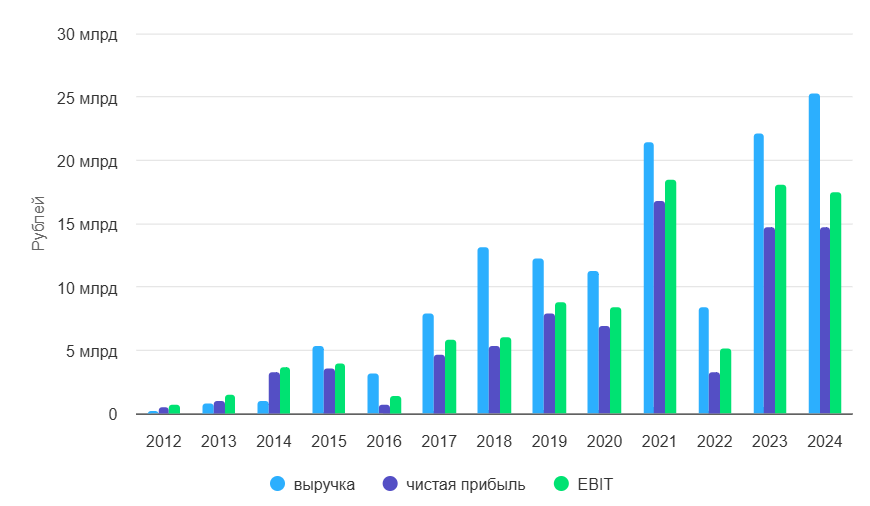 30 млрд
25 млрд
20 млрд
15 млрд
10 млрд
5 млрд
0
Рублей
2012 2013 2014 2015 2016 2017 2018 2019 2020 2021 2022 2023 2024
выручка чистая прибыль EBIT